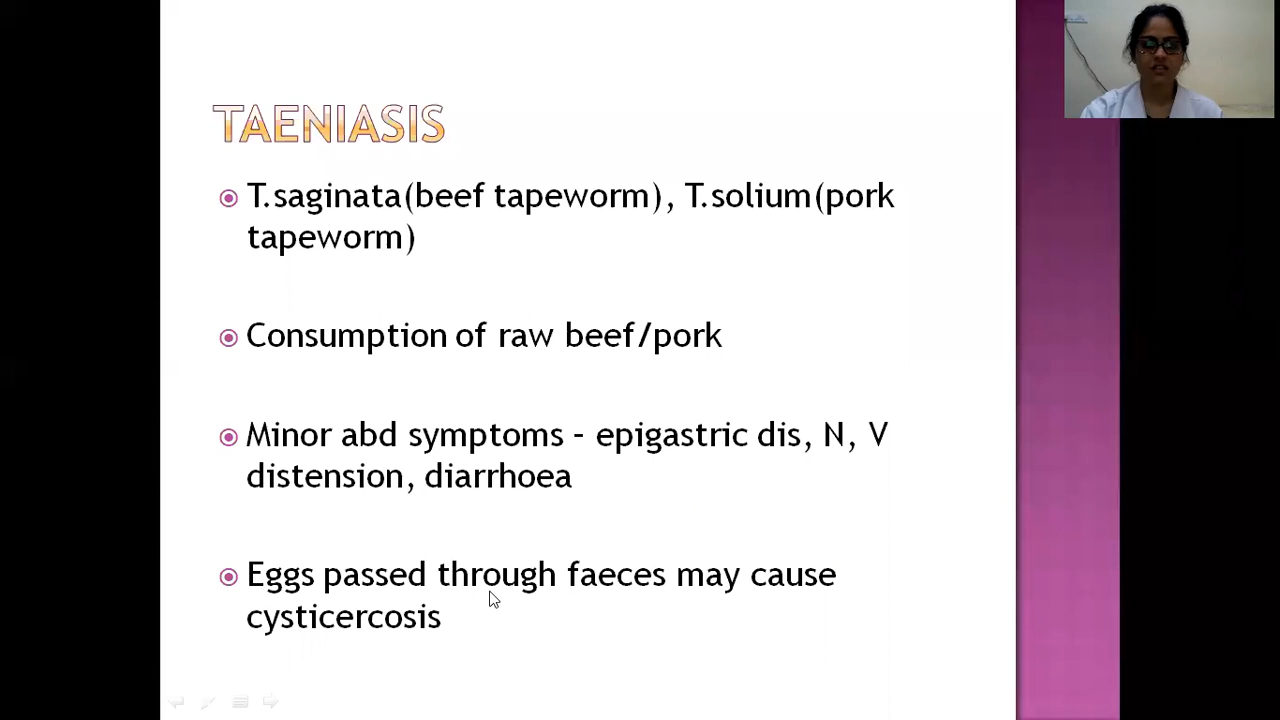 TAENIASIS
T.saginata(beef tapeworm), T.solium(pork
tapeworm)
Consumption of raw beef/pork
Minor abd symptoms - epigastric dis, N, V
distension, diarrhoea
Eggs passed through faeces may cause
cysticercosis